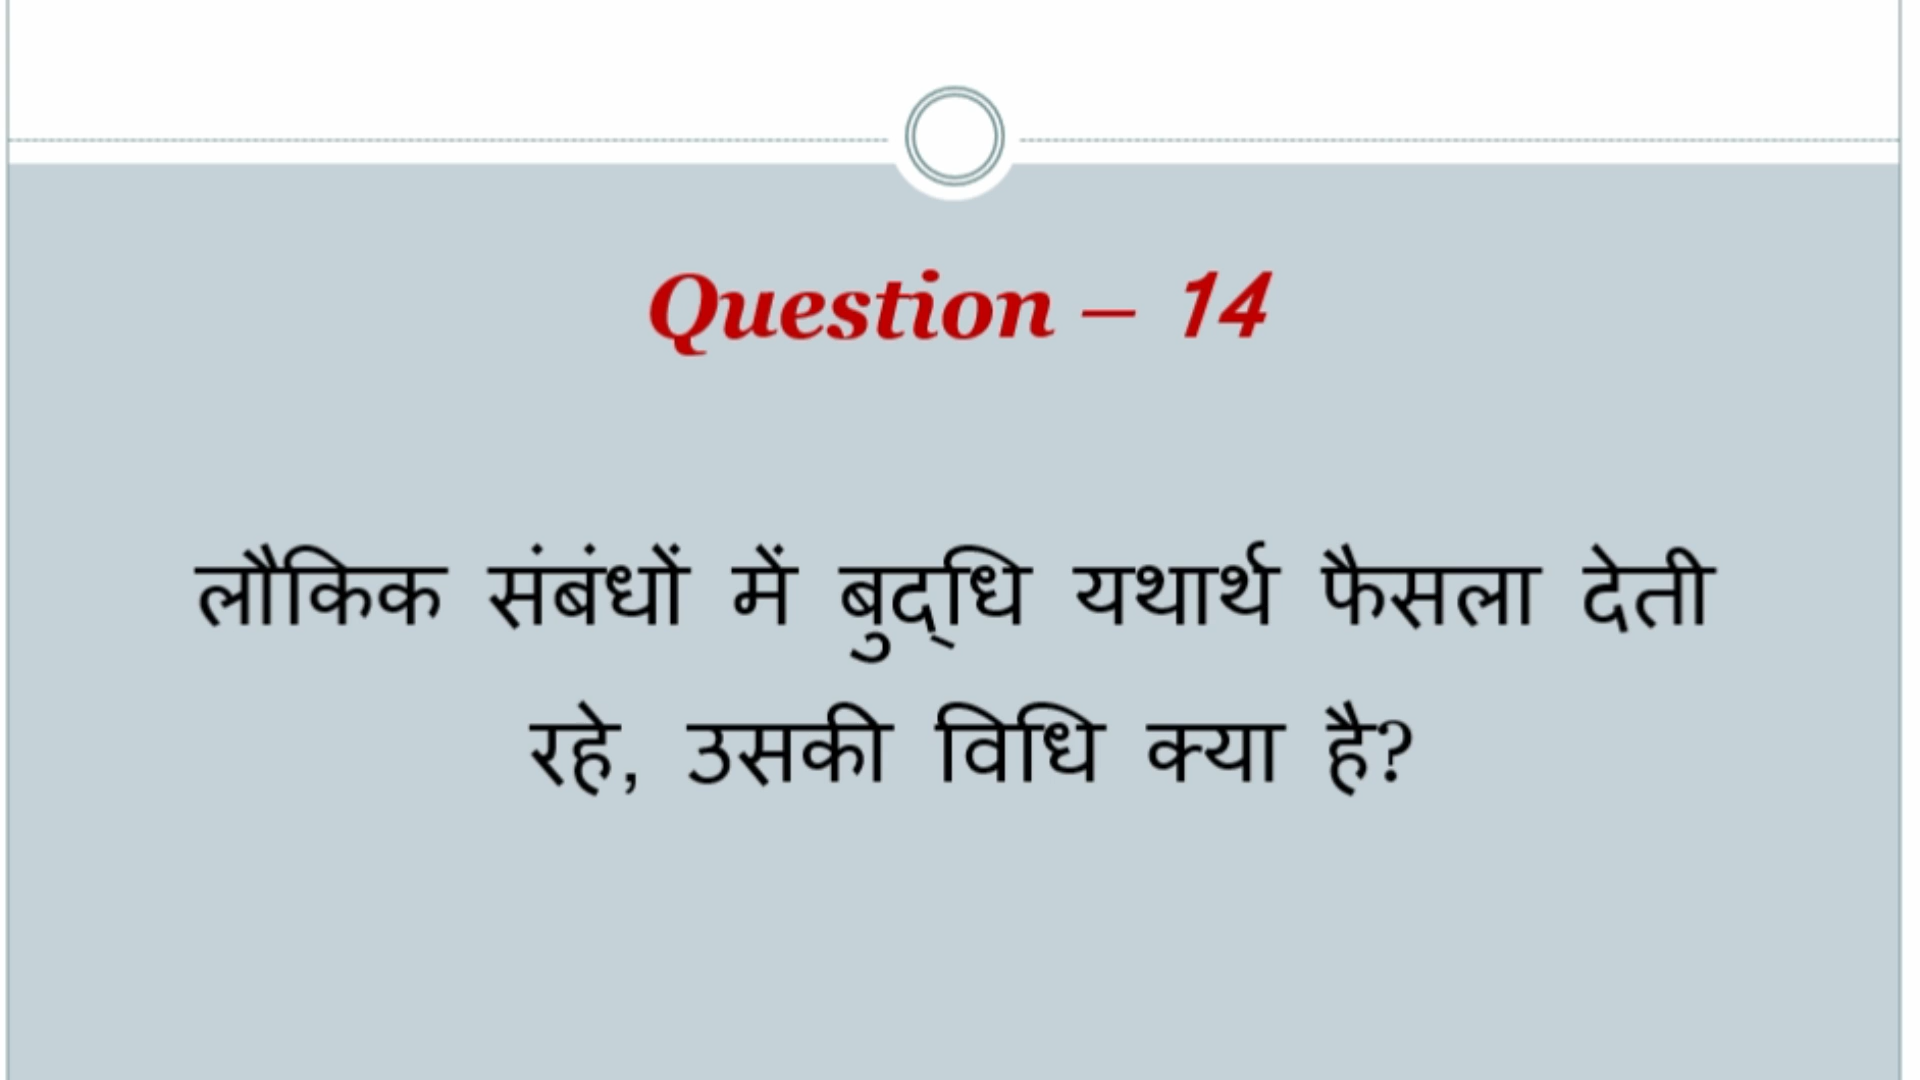 Question – 14
लौकिक संबंधों में बुद्‌धि यथार्थ फैसला देती
रहे, उसकी विधि क्या है?